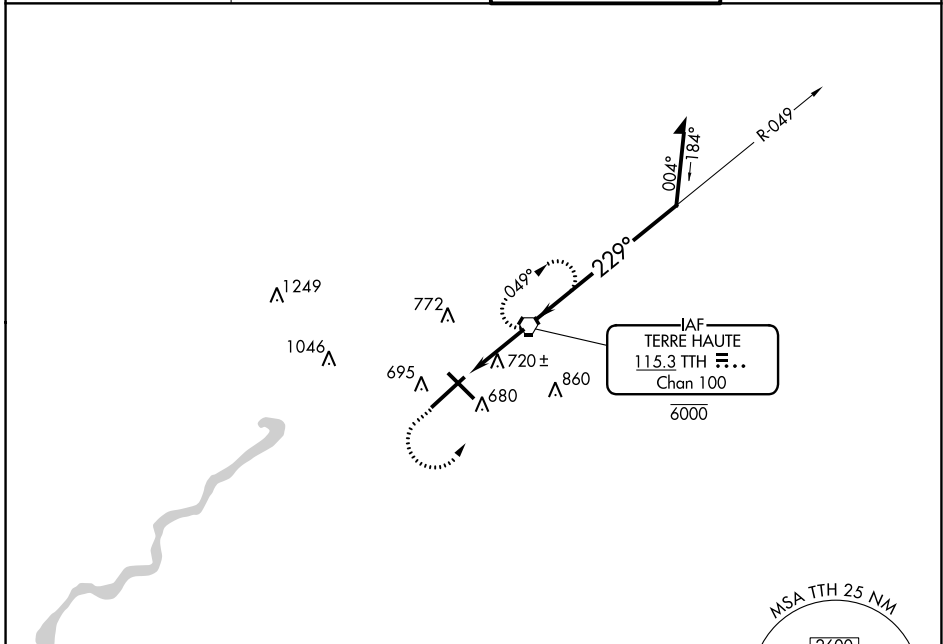 R-049
004°
184°
229°
049°
1249
772
1046
695
720 ±
680
860
IAF
TERRE HAUTE
115.3 TTH
Chan 100
6000
MSA TTH 25 NM